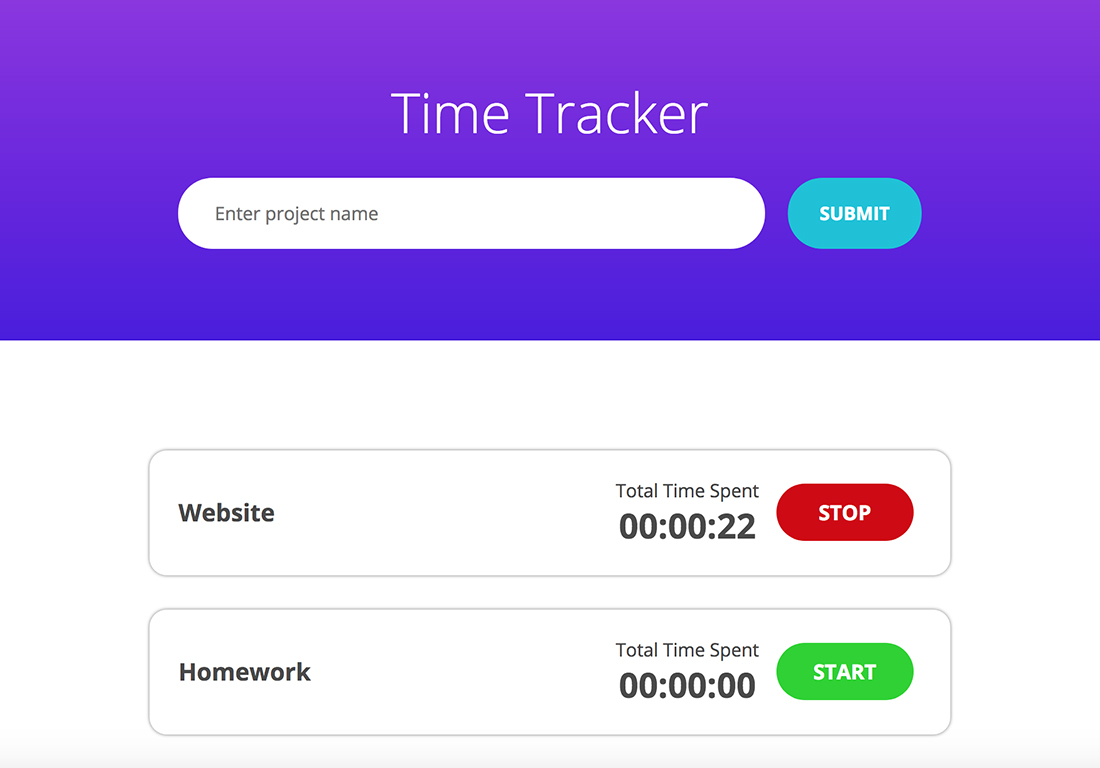 Time Tracker
Enter project name
SUBMIT
Website
Total Time Spent
00:00:22
STOP
Homework
Total Time Spent
00:00:00
START